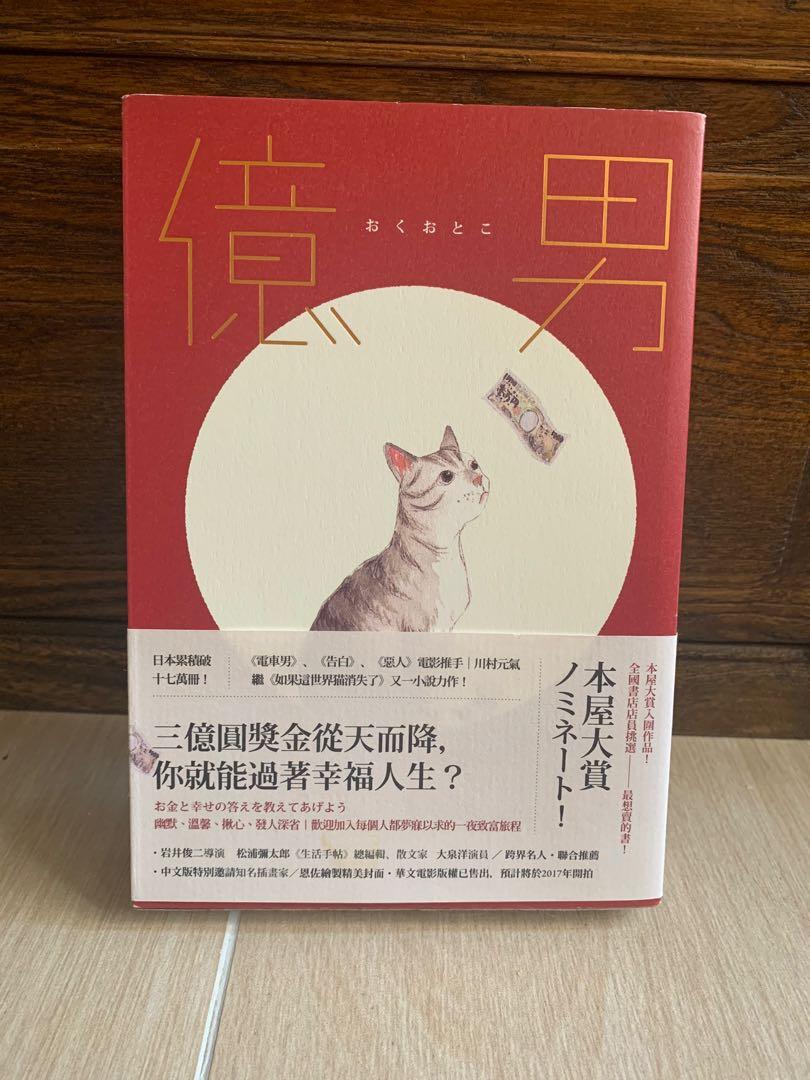 億男
おくおとこ
日本累積破
十七萬冊！
《電車男》、《告白》、《惡人》電影推手｜川村元氣
繼《如果這世界貓消失了》又一小說力作！
三億圓獎金從天而降，
你就能過著幸福人生？
お金と幸せの答えを教えてあげよう
幽默、溫馨、揪心、發人深省｜歡迎加入每個人都夢寐以求的一夜致富旅程
・岩井俊二導演 松浦彌太郎《生活手帖》總編輯、散文家 大泉洋演員／跨界名人・聯合推薦
・中文版特別邀請知名插畫家／恩佐繪製精美封面・華文電影版權已售出，預計將於2017年開拍
本屋大賞入圍作品！
全國書店店員挑選——最想賣的書！
本屋大賞
ノミネート！